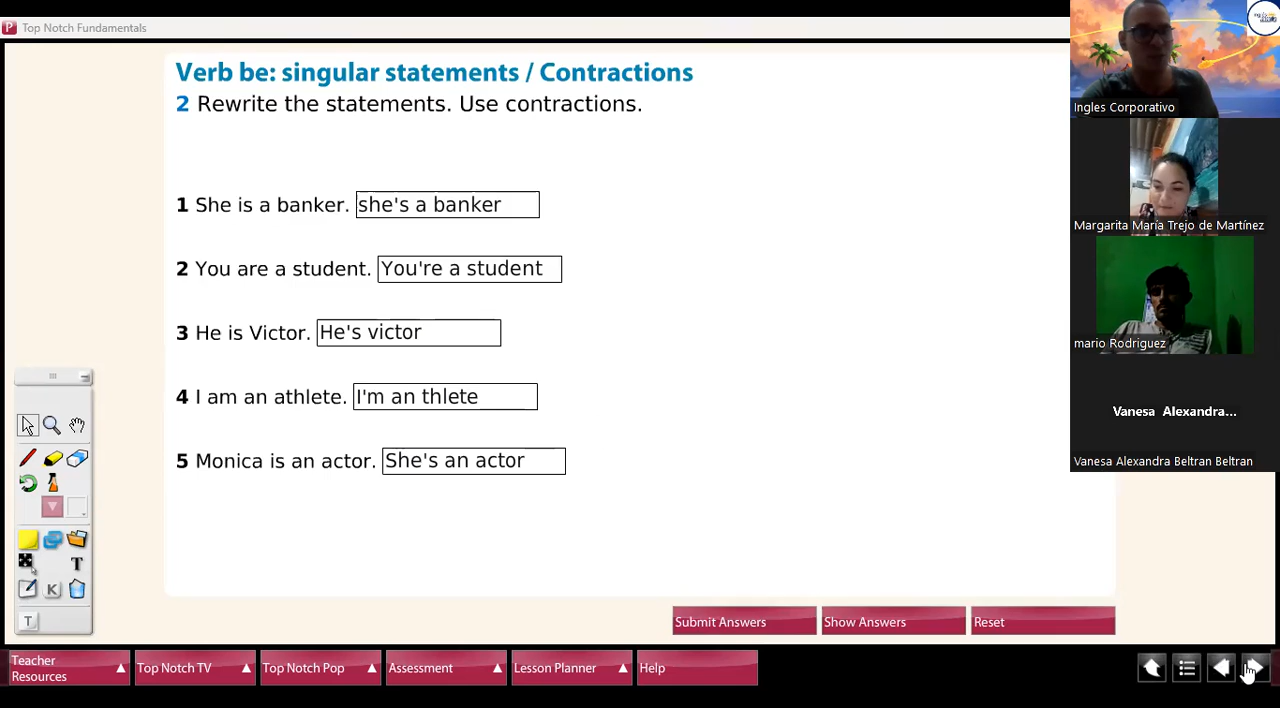 Top Notch Fundamentals
Verb be: singular statements / Contractions
2 Rewrite the statements. Use contractions.
1 She is a banker. she's a banker
2 You are a student. You're a student
3 He is Victor. He's victor
4 I am an athlete. I'm an thlete
5 Monica is an actor. She's an actor
Submit Answers
Show Answers
Reset
Teacher Resources
Top Notch TV
Top Notch Pop
Assessment
Lesson Planner
Help
Ingles Corporativo
Margarita María Trejo de Martínez
mario Rodriguez
Vanesa Alexandra...
Vanesa Alexandra Beltran Beltran
T
K
T